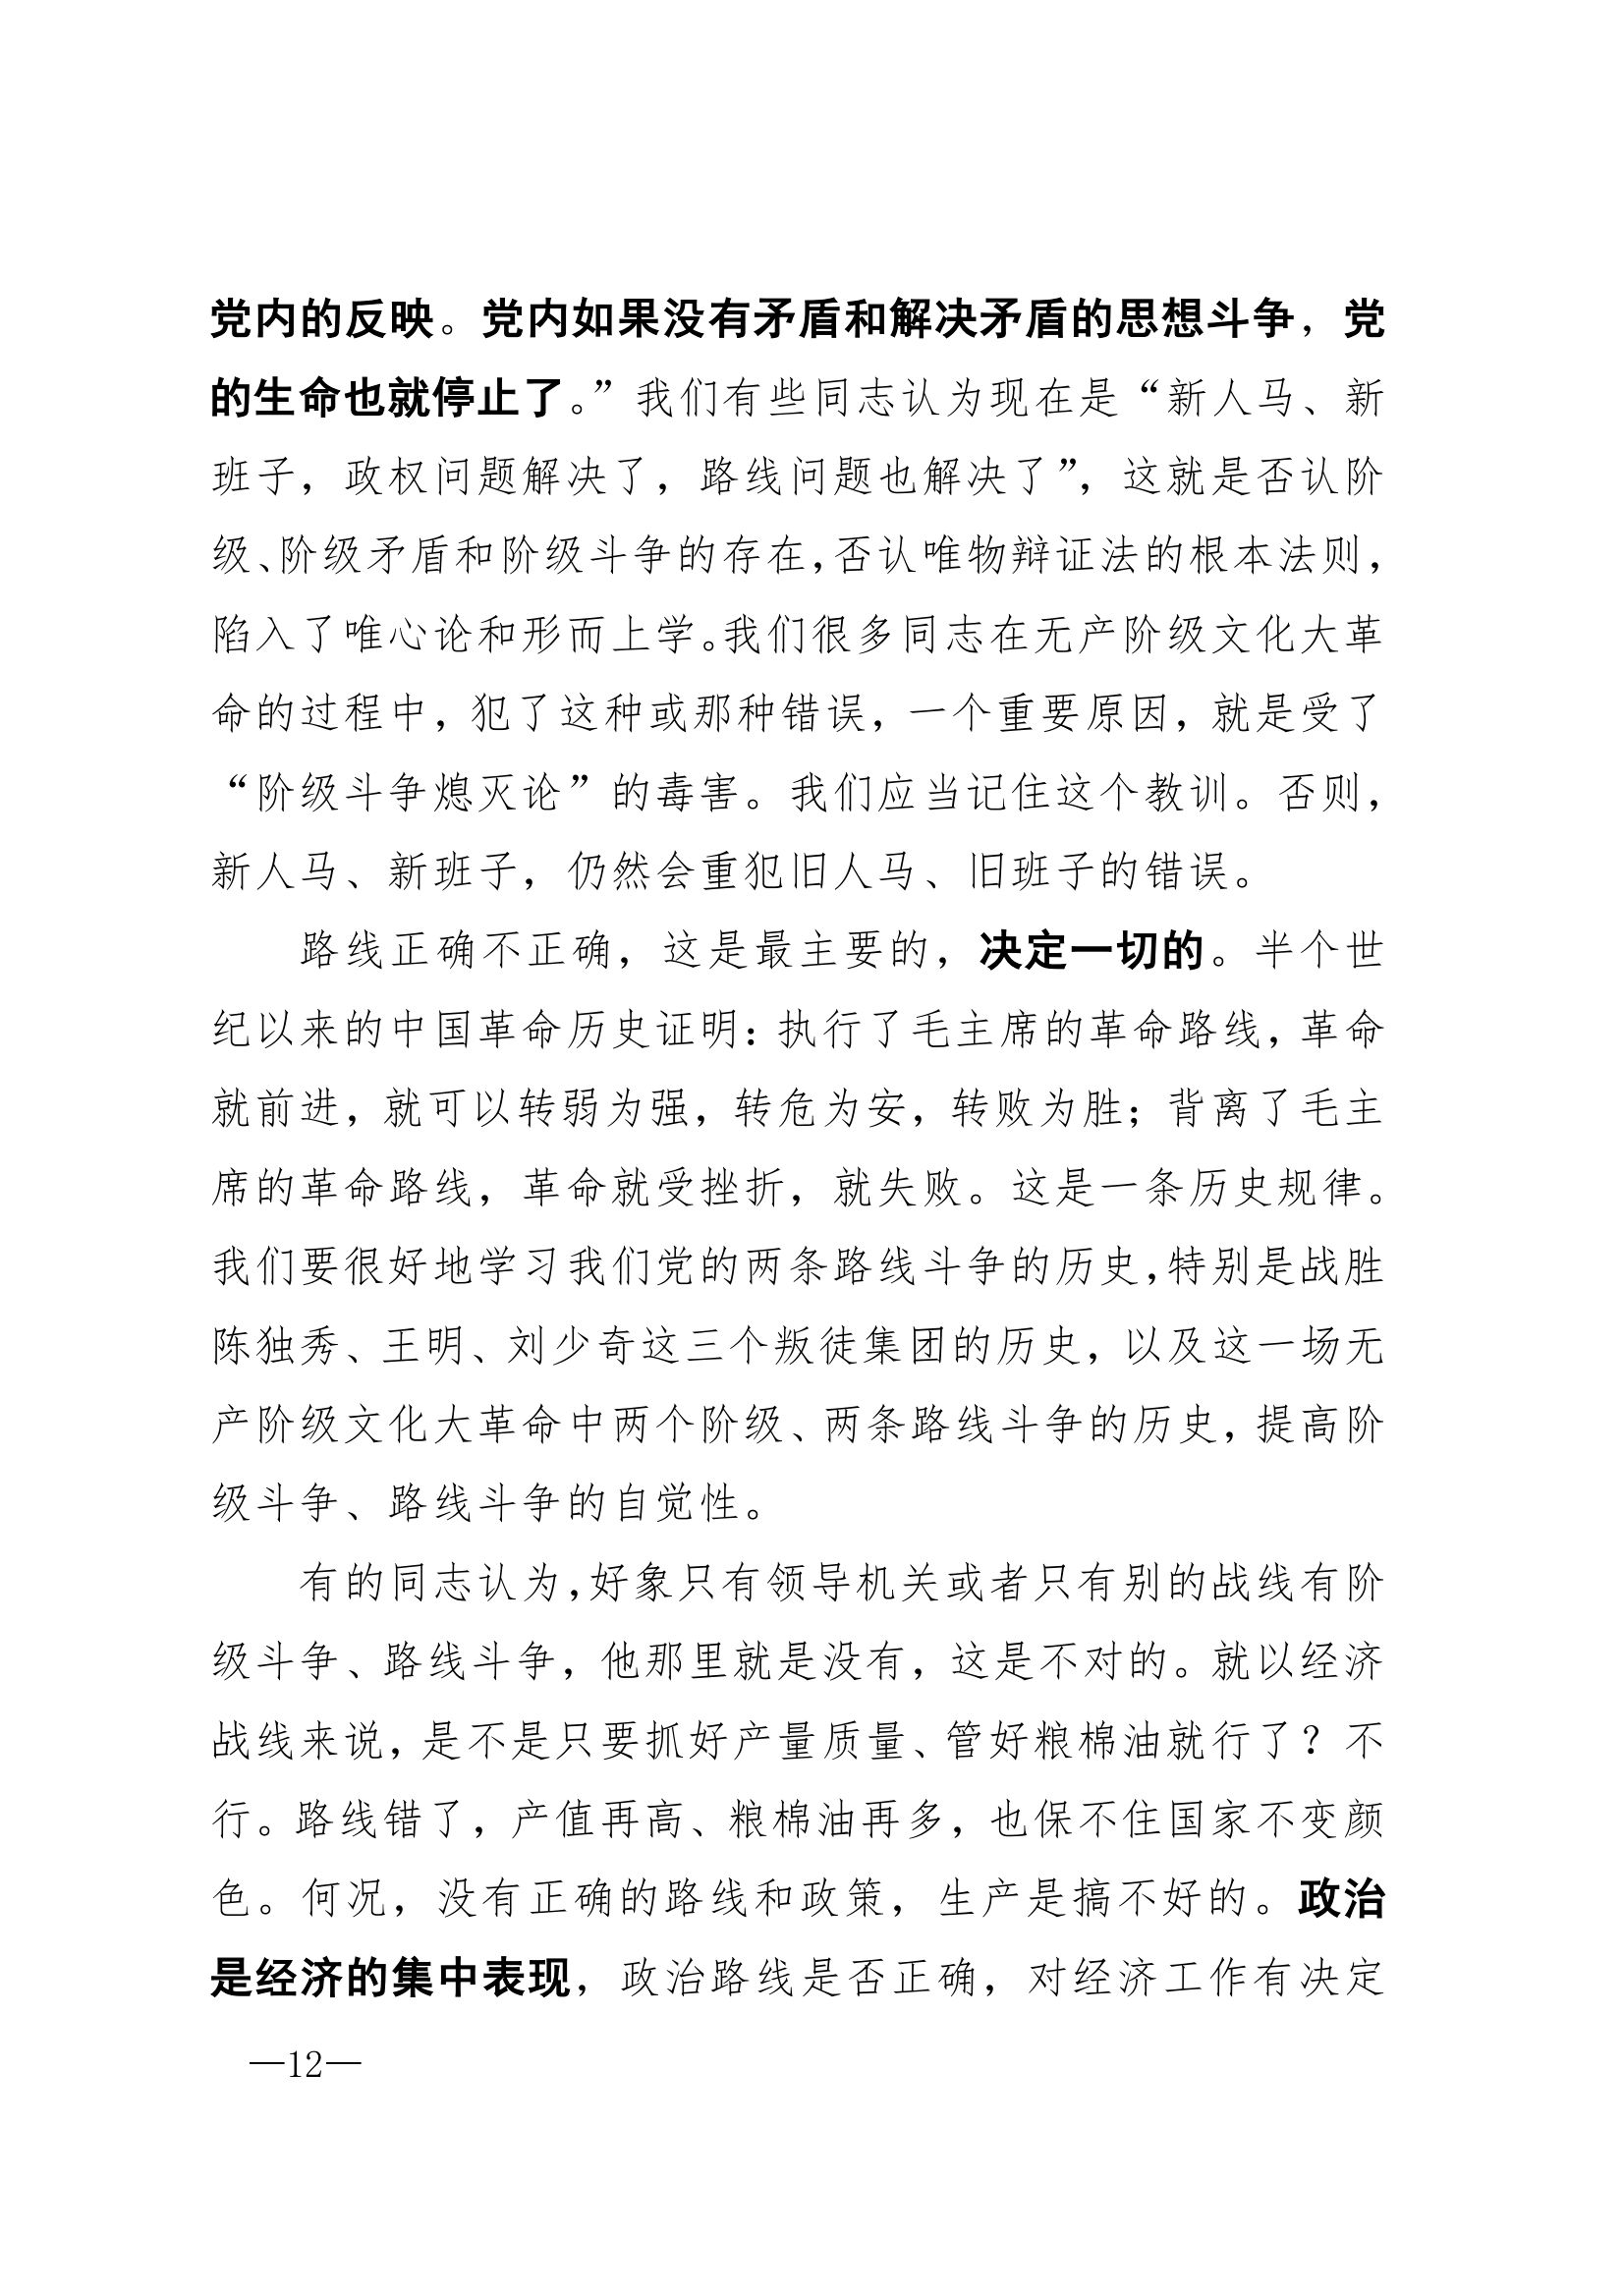 党内的反映。党内如果没有矛盾和解决矛盾的思想斗争，党
的生命也就停止了。”我们有些同志认为现在是“新人马、新
班子，政权问题解决了，路线问题也解决了”，这就是否认阶
级、阶级矛盾和阶级斗争的存在，否认唯物辩证法的根本法则，
陷入了唯心论和形而上学。我们很多同志在无产阶级文化大革
命的过程中，犯了这种或那种错误，一个重要原因，就是受了
“阶级斗争熄灭论”的毒害。我们应当记住这个教训。否则，
新人马、新班子，仍然会重犯旧人马、旧班子的错误。
路线正确不正确，这是最主要的，决定一切的。半个世
纪以来的中国革命历史证明：执行了毛主席的革命路线，革命
就前进，就可以转弱为强，转危为安，转败为胜；背离了毛主
席的革命路线，革命就受挫折，就失败。这是一条历史规律。
我们要很好地学习我们党的两条路线斗争的历史，特别是战胜
陈独秀、王明、刘少奇这三个叛徒集团的历史，以及这一场无
产阶级文化大革命中两个阶级、两条路线斗争的历史，提高阶
级斗争、路线斗争的自觉性。
有的同志认为，好象只有领导机关或者只有别的战线有阶
级斗争、路线斗争，他那里就是没有，这是不对的。就以经济
战线来说，是不是只要抓好产量质量、管好粮棉油就行了？不
行。路线错了，产值再高、粮棉油再多，也保不住国家不变颜
色。何况，没有正确的路线和政策，生产是搞不好的。政治
是经济的集中表现，政治路线是否正确，对经济工作有决定
—12—